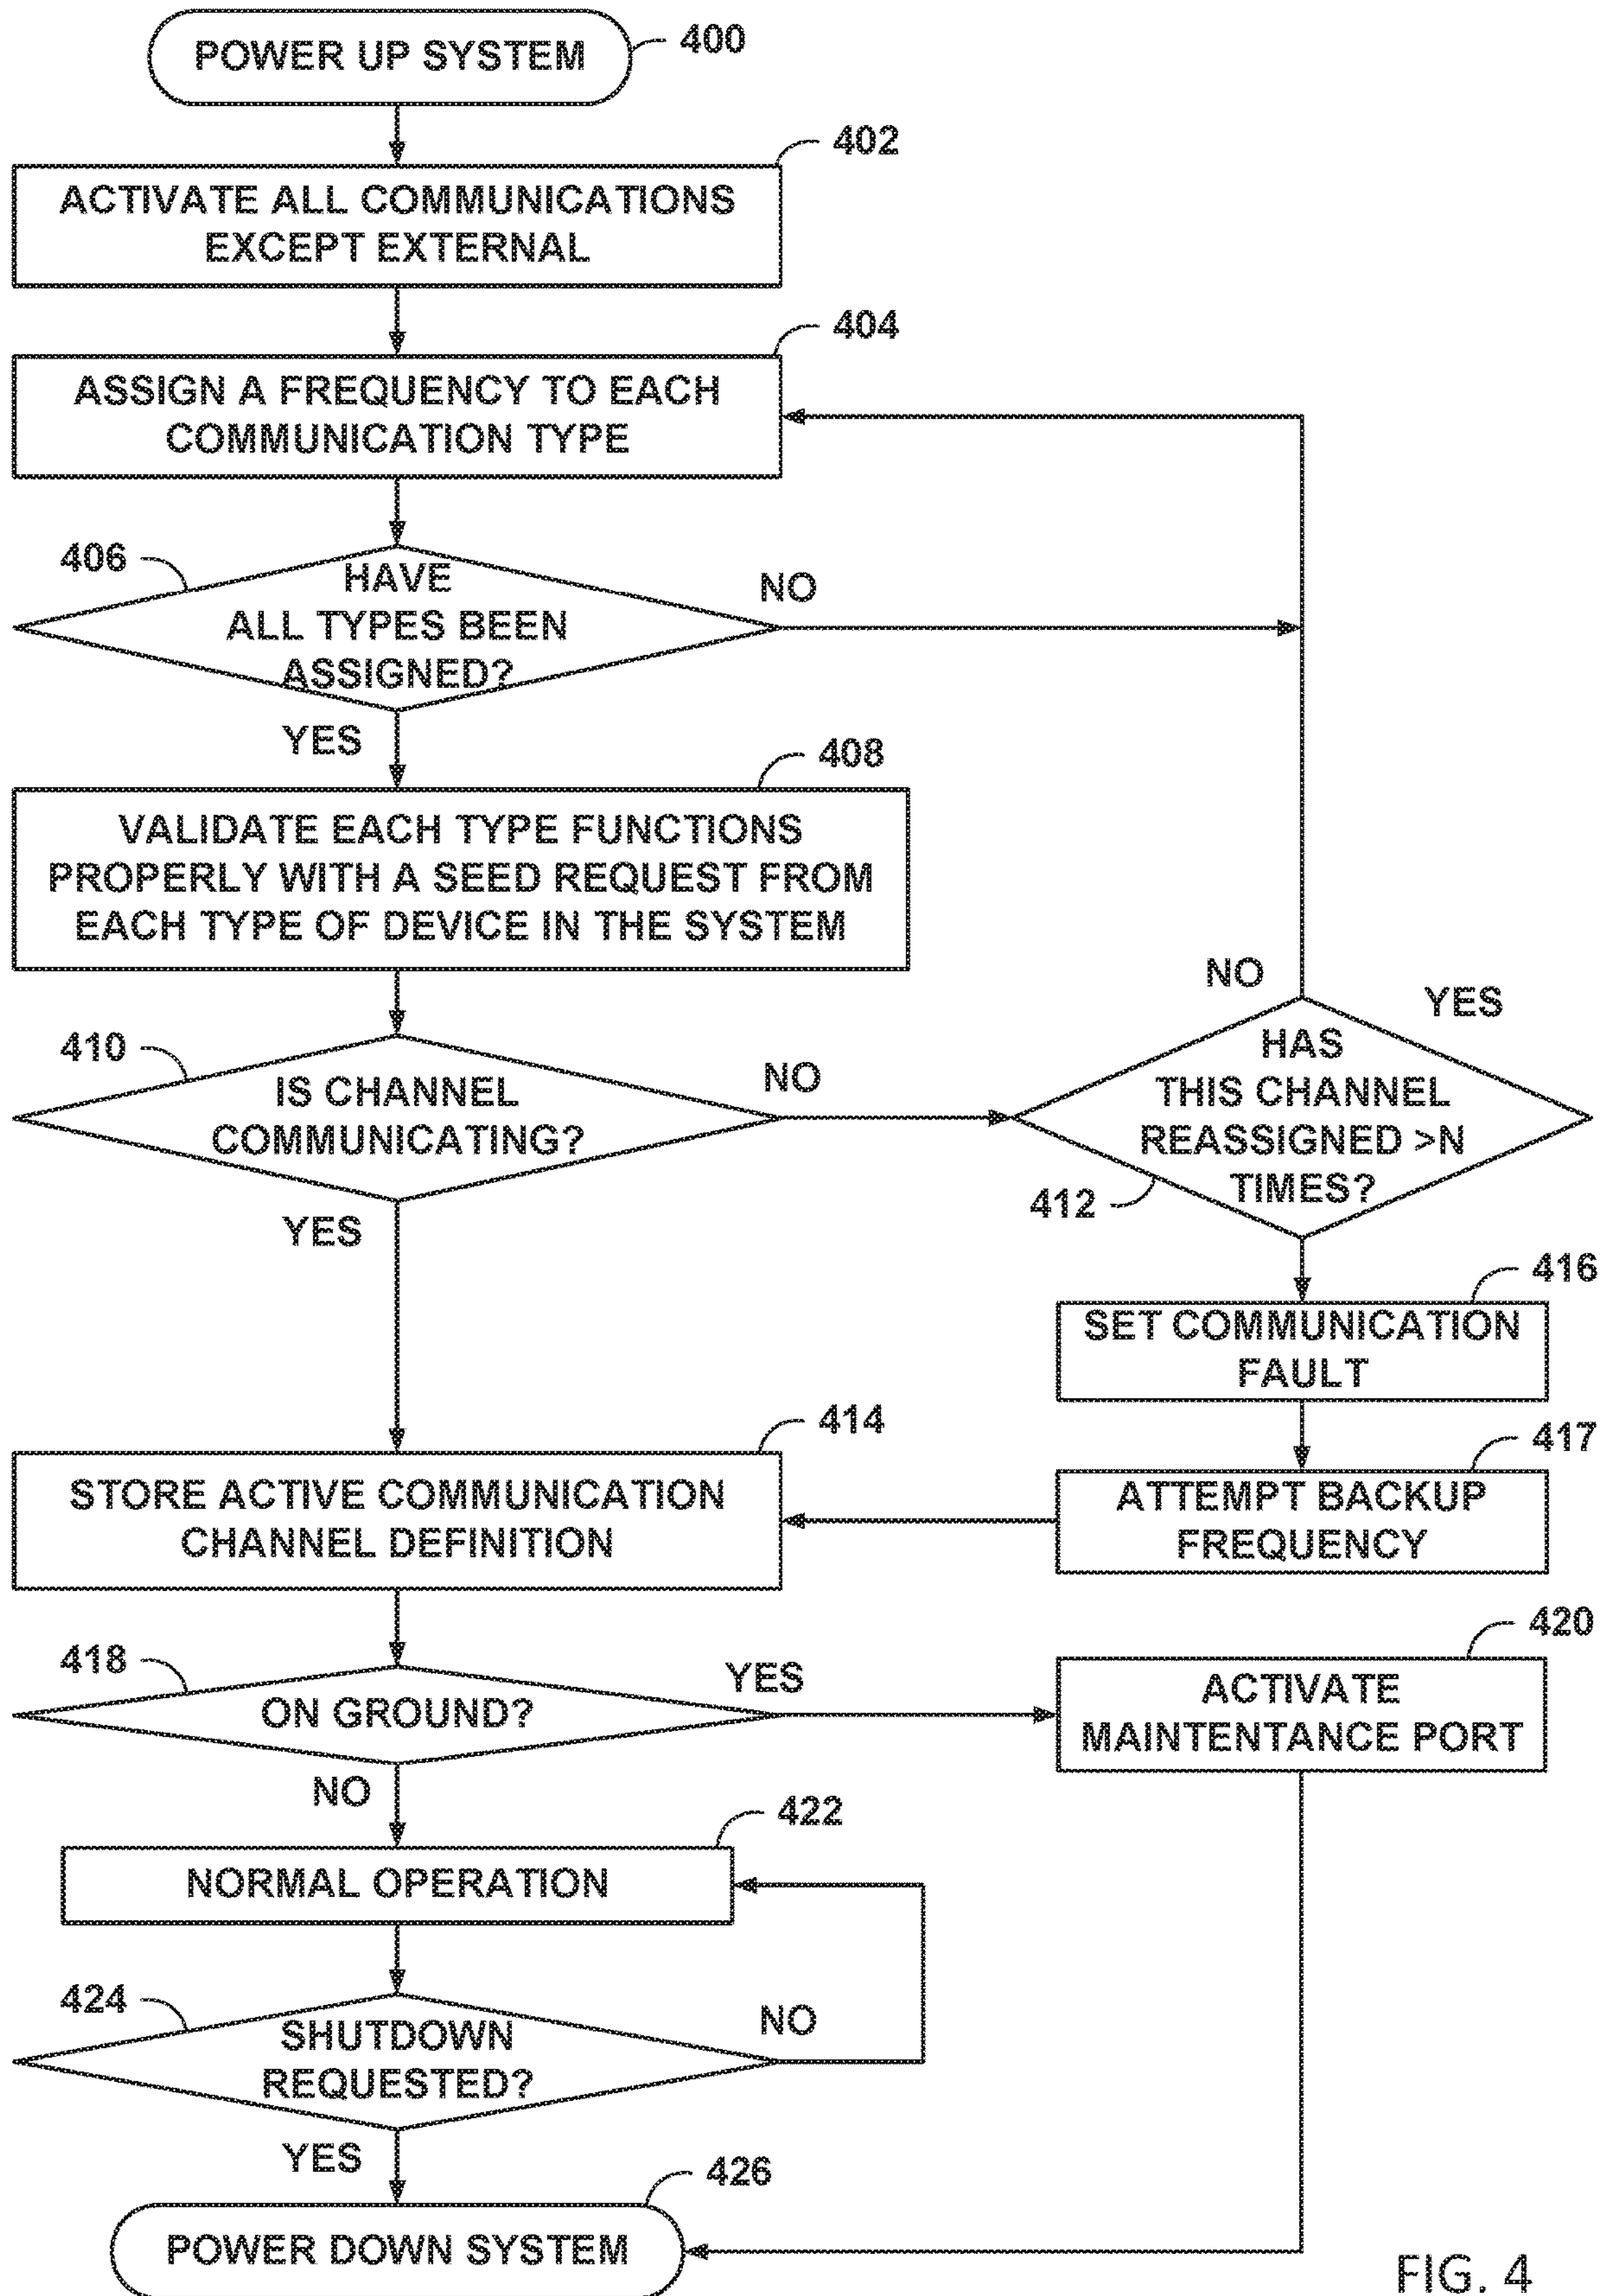 POWER UP SYSTEM
400
402
ACTIVATE ALL COMMUNICATIONS
EXCEPT EXTERNAL
404
ASSIGN A FREQUENCY TO EACH
COMMUNICATION TYPE
406
HAVE
ALL TYPES BEEN
ASSIGNED?
NO
YES
408
VALIDATE EACH TYPE FUNCTIONS
PROPERLY WITH A SEED REQUEST FROM
EACH TYPE OF DEVICE IN THE SYSTEM
410
IS CHANNEL
COMMUNICATING?
NO
YES
NO
YES
HAS
THIS CHANNEL
REASSIGNED >N
TIMES?
412
416
SET COMMUNICATION
FAULT
417
ATTEMPT BACKUP
FREQUENCY
414
STORE ACTIVE COMMUNICATION
CHANNEL DEFINITION
418
ON GROUND?
YES
NO
420
ACTIVATE
MAINTENTANCE PORT
422
NORMAL OPERATION
424
SHUTDOWN
REQUESTED?
NO
YES
426
POWER DOWN SYSTEM
FIG. 4